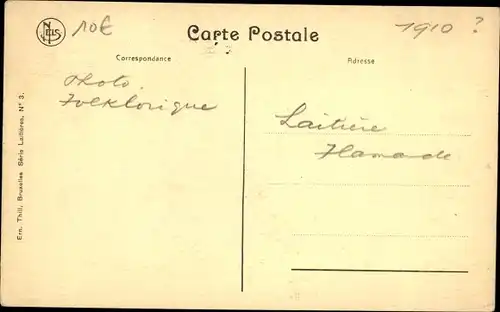 NELS
10€
Carte Postale
1910 ?
Correspondance
Adresse
Photo
Folklorique
Laitière
Flamande
Ern. Thill, Bruxelles Série Laitières, N° 3.